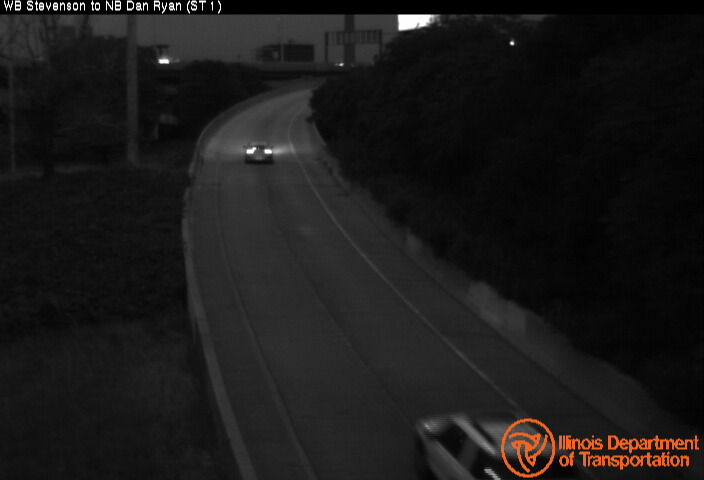 WB Stevenson to NB Dan Ryan (ST 1)
Illinois Department
of Transportation